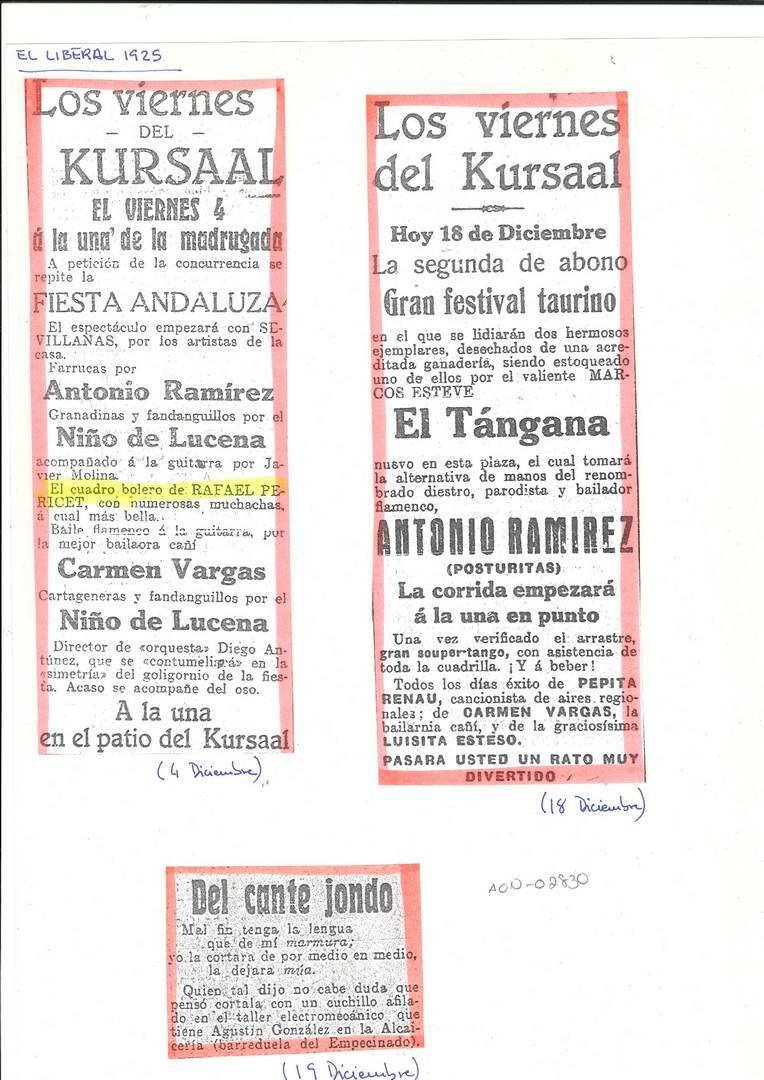 EL LIBERAL 1925
Los viernes
— DEL —
KURSAAL
EL VIERNES 4
á la una de la madrugada
A petición de la concurrencia se
repite la
FIESTA ANDALUZA
El espectáculo empezará con SE-
VILLANAS, por los artistas de la
casa.
Farrucas por
Antonio Ramírez
Granadinas y fandanguillos por el
Niño de Lucena
acompañado á la guitarra por Ja-
vier Molina.
El cuadro bolero de RAFAEL PE-
RICET, con numerosas muchachas,
á cual más bella.
Baile flamenco á la guitarra, por
la mejor bailaora cañí
Carmen Vargas
Cartageneras y fandanguillos por el
Niño de Lucena
Director de «orquesta» Diego An-
túnez, que se «contumelirá» en la
«simetría» del goligornio de la fies-
ta. Acaso se acompañe del oso.
A la una
en el patio del Kursaal
(4 Diciembre)
Los viernes
del Kursaal
Hoy 18 de Diciembre
La segunda de abono
Gran festival taurino
en el que se lidiarán dos hermosos
ejemplares, desechados de una acre-
ditada ganadería, siendo estoqueado
uno de ellos por el valiente MAR-
COS ESTEVE
El Tángana
nuevo en esta plaza, el cual tomará
la alternativa de manos del renom-
brado diestro, parodista y bailador
flamenco,
ANTONIO RAMIREZ
(POSTURITAS)
La corrida empezará
á la una en punto
Una vez verificado el arrastre,
gran souper-tango, con asistencia de
toda la cuadrilla. ¡Y á beber!
Todos los días éxito de PEPITA
RENAU, cancionista de aires regio-
nales; de CARMEN VARGAS, la
bailarnia cañí, y de la graciosísima
LUISITA ESTESO.
PASARA USTED UN RATO MUY
DIVERTIDO
(18 Diciembre)
AON-02830
Del cante jondo
Mal fin tenga la lengua
que de mí marmura;
yo la cortara de por medio en medio,
la dejara múa.
Quien tal dijo no cabe duda que
pensó cortala con un cuchillo afila-
do en el taller electromecánico que
tiene Agustín González en la Alcai-
cería (barreduela del Empecinado).
(19 Diciembre)